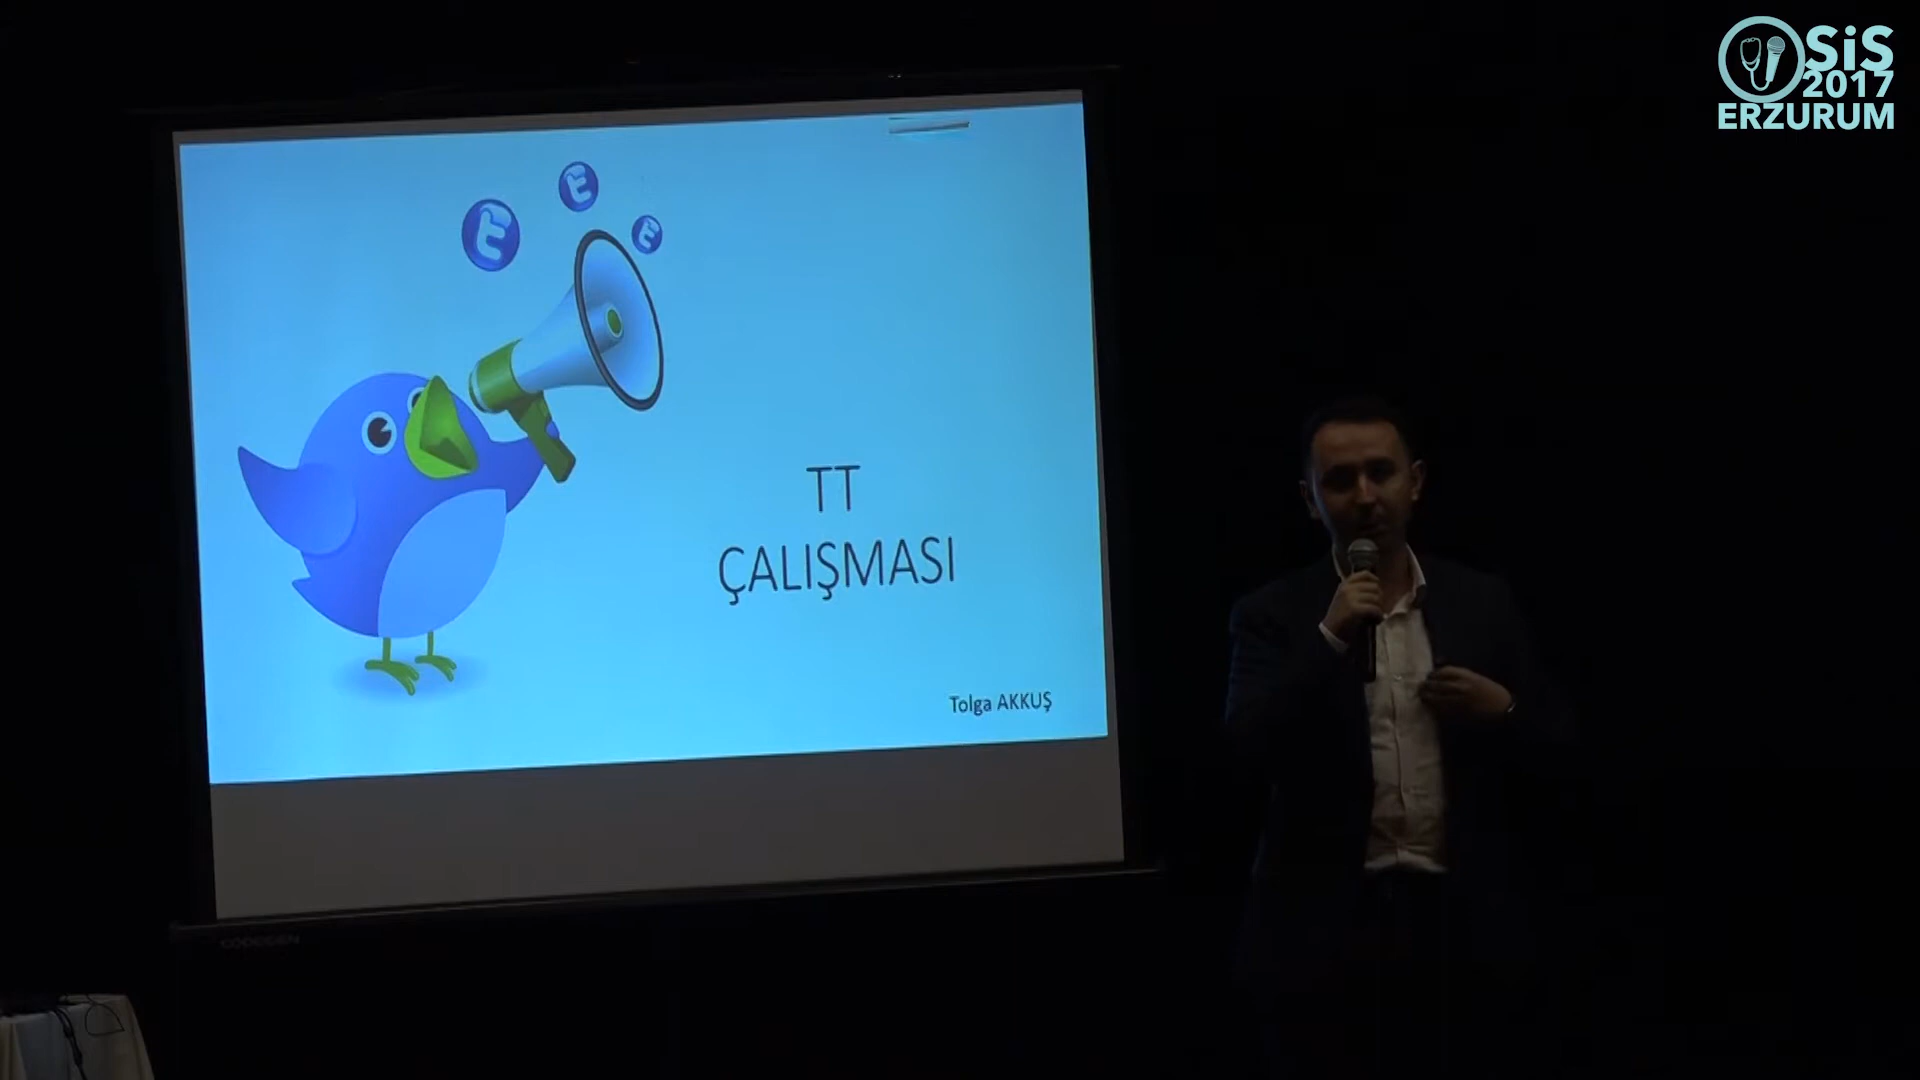 SiS
2017
ERZURUM
TT
ÇALIŞMASI
Tolga AKKUŞ